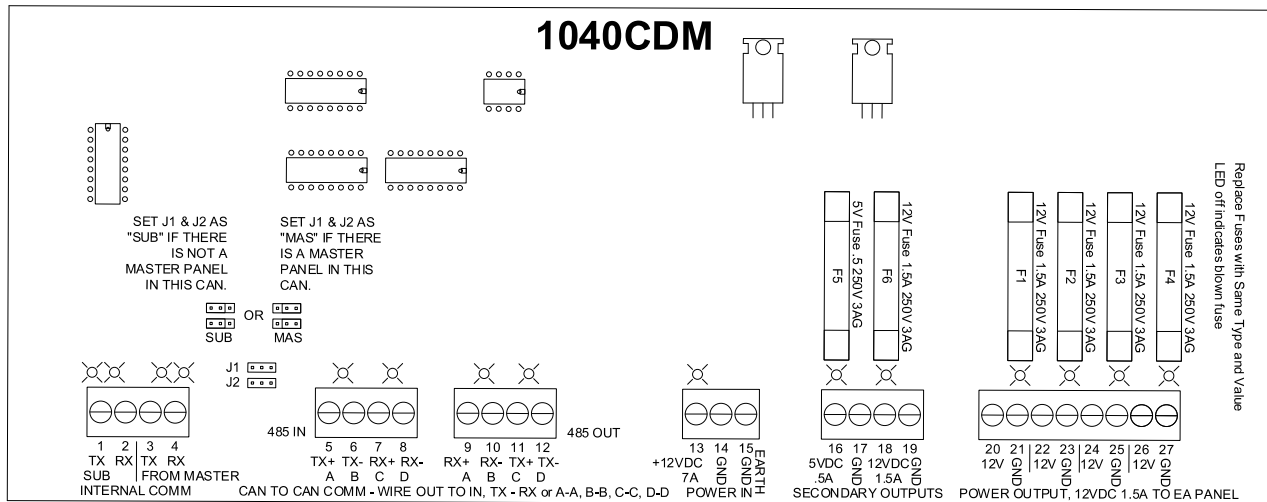 1040CDM
SET J1 & J2 AS
"SUB" IF THERE
IS NOT A
MASTER PANEL
IN THIS CAN.
SET J1 & J2 AS
"MAS" IF THERE
IS A MASTER
PANEL IN THIS
CAN.
OR
SUB
MAS
J1
J2
5V Fuse .5 250V 3AG
F5
12V Fuse 1.5A 250V 3AG
F6
12V Fuse 1.5A 250V 3AG
F1
12V Fuse 1.5A 250V 3AG
F2
12V Fuse 1.5A 250V 3AG
F3
12V Fuse 1.5A 250V 3AG
F4
Replace Fuses with Same Type and Value
LED off indicates blown fuse
1 2 3 4
TX RX TX RX
SUB FROM MASTER
INTERNAL COMM
485 IN
5 6 7 8
TX+ TX- RX+ RX-
A B C D
9 10 11 12
RX+ RX- TX+ TX-
A B C D
485 OUT
CAN TO CAN COMM - WIRE OUT TO IN, TX - RX or A-A, B-B, C-C, D-D
13 14 15
+12VDC GND GND EARTH
7A
POWER IN
16 17 18 19
5VDC GND 12VDC GND
.5A 1.5A
SECONDARY OUTPUTS
20 21 22 23 24 25 26 27
12V GND 12V GND 12V GND 12V GND
POWER OUTPUT, 12VDC 1.5A TO EA PANEL